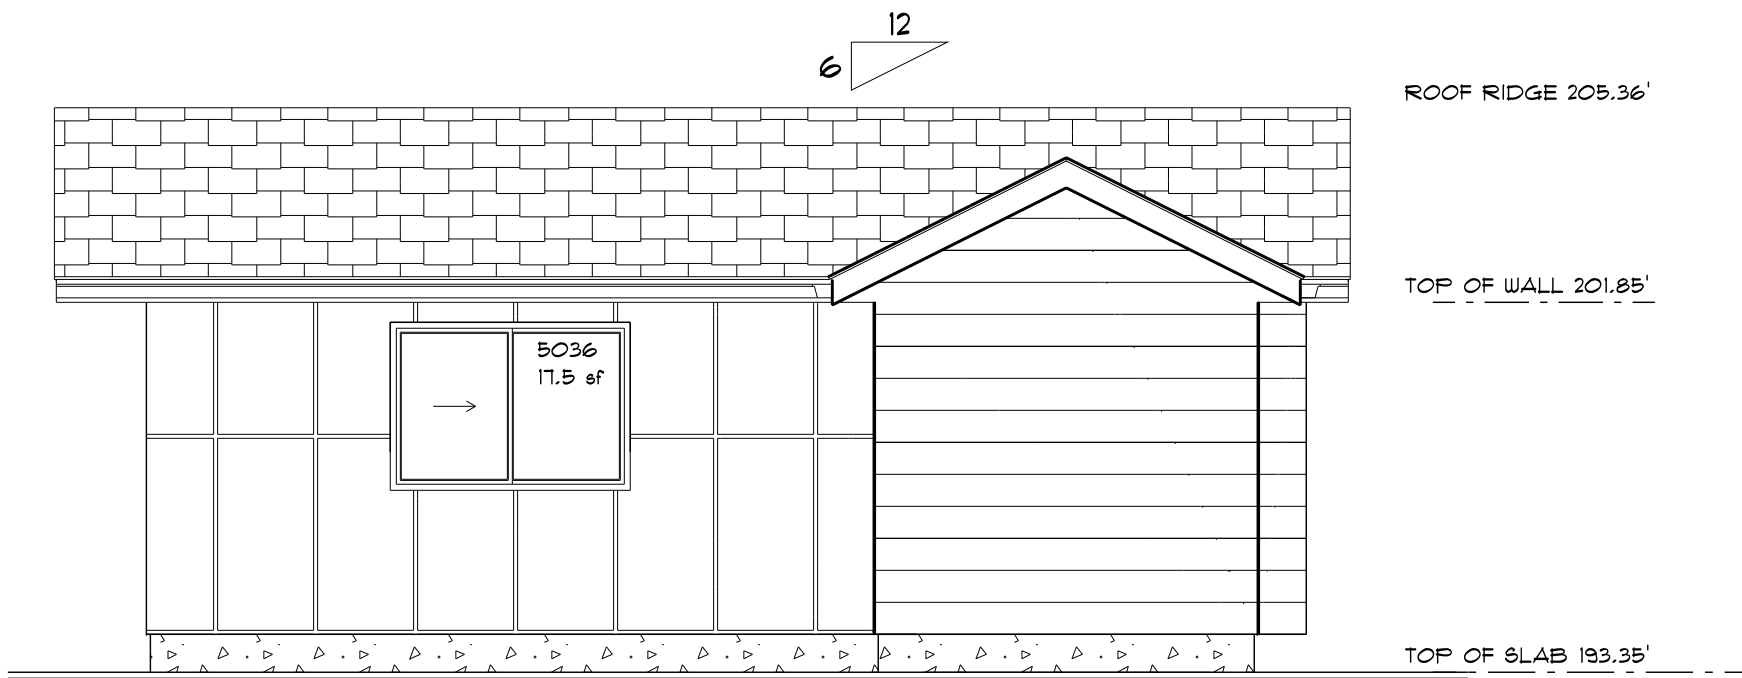 12
6
ROOF RIDGE 205.36'
TOP OF WALL 201.85'
5036
17.5 sf
TOP OF SLAB 193.35'